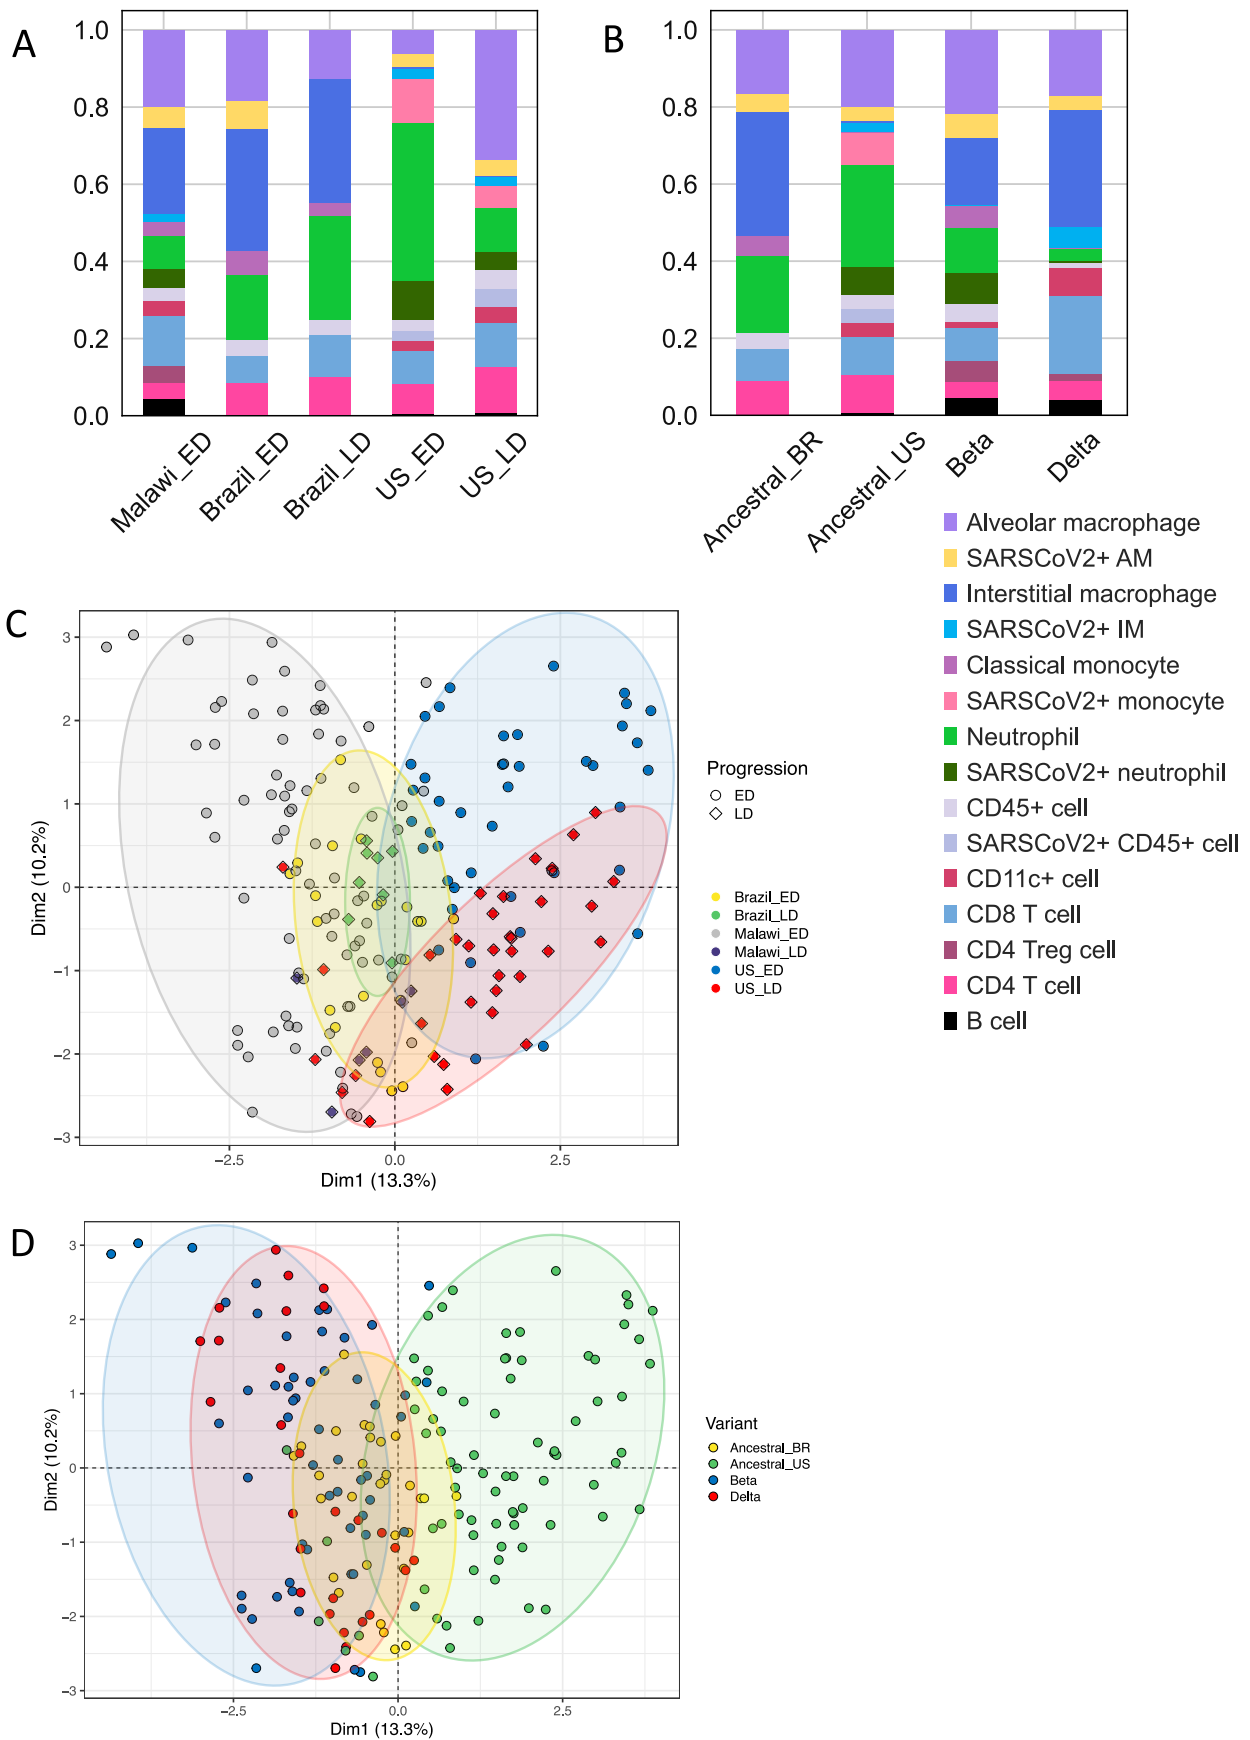 A
1.0
0.8
0.6
0.4
0.2
0.0
Malawi_ED
Brazil_ED
Brazil_LD
US_ED
US_LD
B
1.0
0.8
0.6
0.4
0.2
0.0
Ancestral_BR
Ancestral_US
Beta
Delta
Alveolar macrophage
SARSCoV2+ AM
Interstitial macrophage
SARSCoV2+ IM
Classical monocyte
SARSCoV2+ monocyte
Neutrophil
SARSCoV2+ neutrophil
CD45+ cell
SARSCoV2+ CD45+ cell
CD11c+ cell
CD8 T cell
CD4 Treg cell
CD4 T cell
B cell
C
3
2
1
0
−1
−2
−3
Dim2 (10.2%)
−2.5
0.0
2.5
Dim1 (13.3%)
Progression
ED
LD
Brazil_ED
Brazil_LD
Malawi_ED
Malawi_LD
US_ED
US_LD
D
3
2
1
0
−1
−2
−3
Dim2 (10.2%)
−2.5
0.0
2.5
Dim1 (13.3%)
Variant
Ancestral_BR
Ancestral_US
Beta
Delta